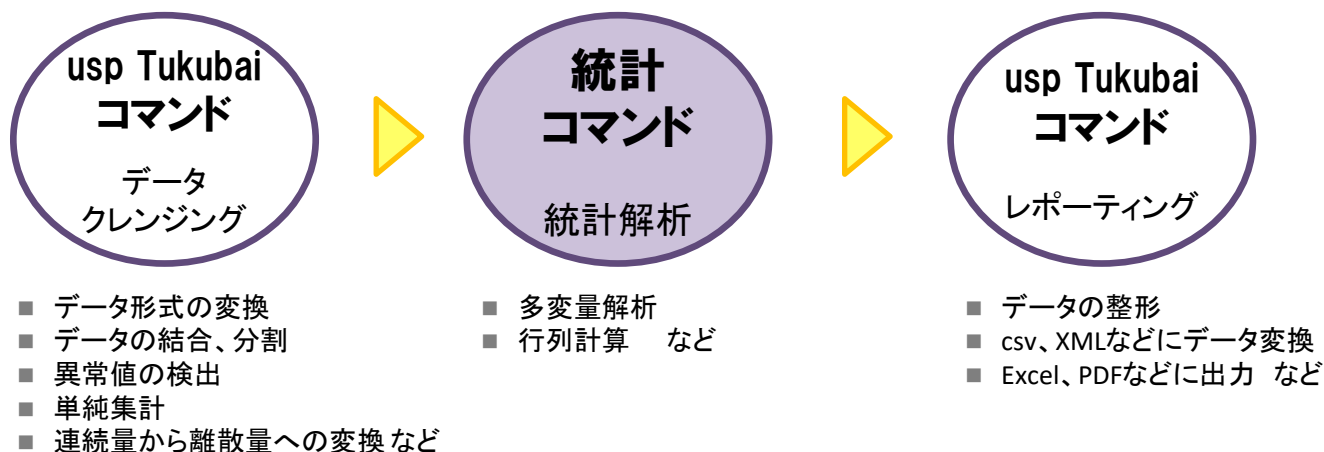 usp Tukubai
コマンド
データ
クレンジング
■ データ形式の変換
■ データの結合、分割
■ 異常値の検出
■ 単純集計
■ 連続量から離散量への変換 など
統計
コマンド
統計解析
■ 多変量解析
■ 行列計算 など
usp Tukubai
コマンド
レポーティング
■ データの整形
■ csv、XMLなどにデータ変換
■ Excel、PDFなどに出力 など